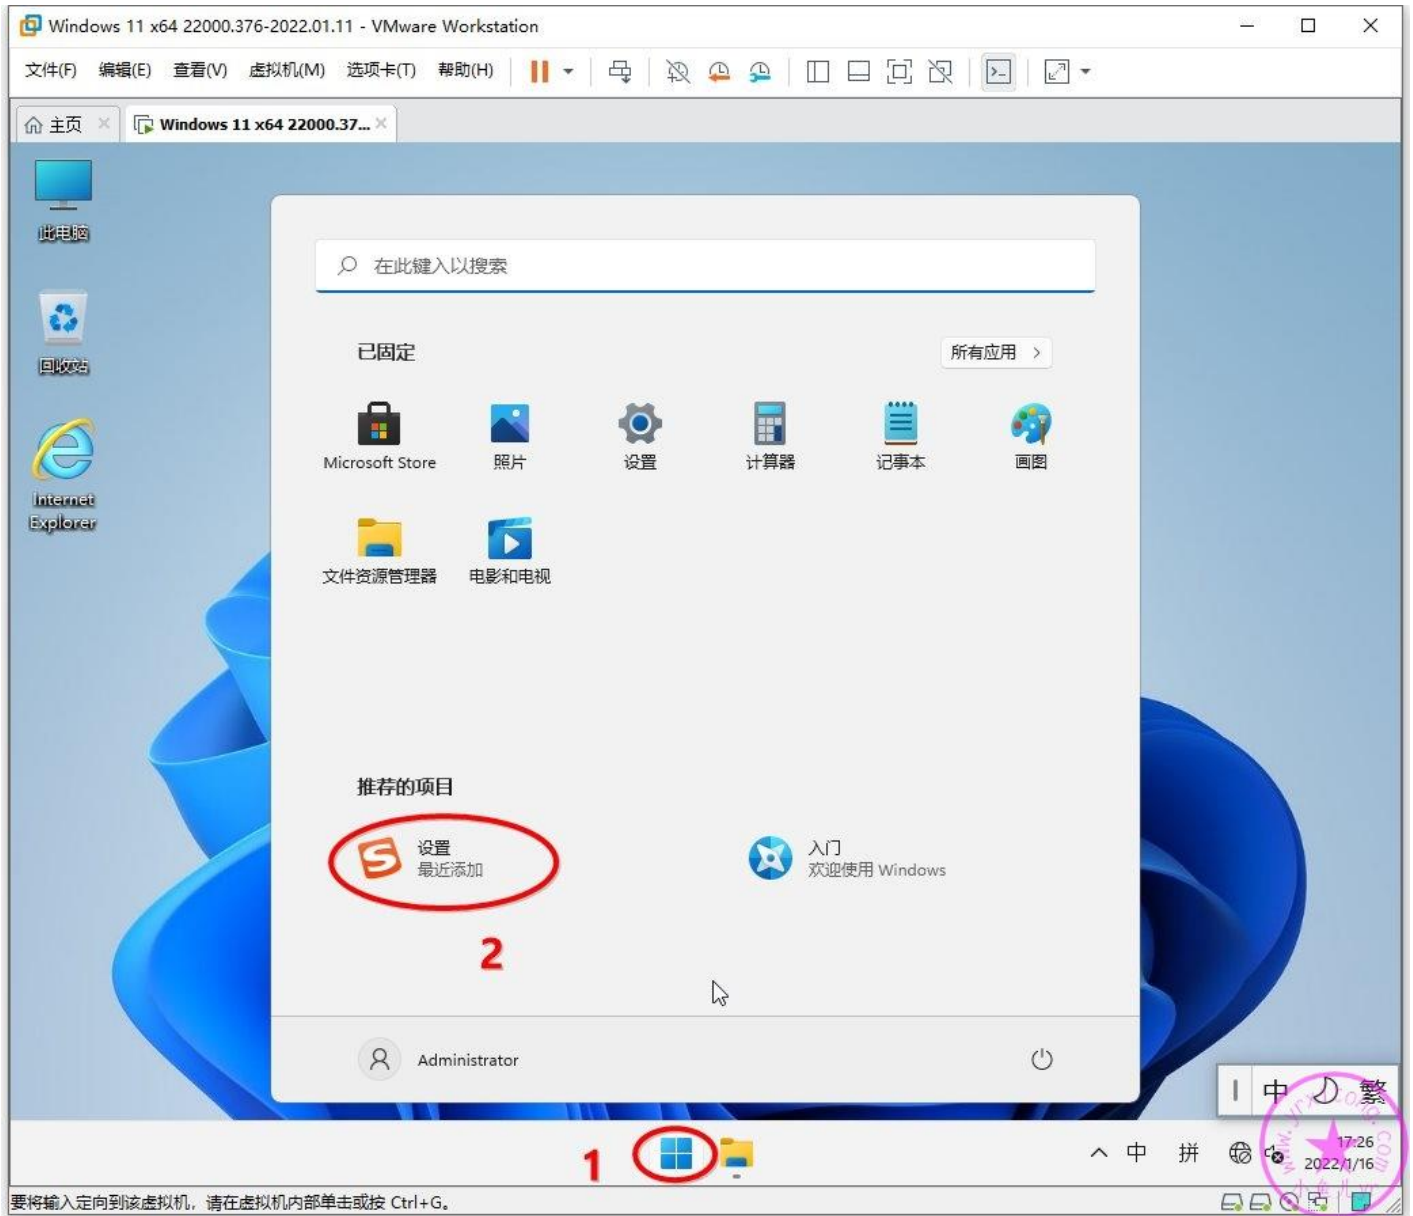 Windows 11 x64 22000.376-2022.01.11 - VMware Workstation
文件(F) 编辑(E) 查看(V) 虚拟机(M) 选项卡(T) 帮助(H)
主页 Windows 11 x64 22000.37...
此电脑
回收站
Internet
Explorer
在此键入以搜索
已固定 所有应用
Microsoft Store 照片 设置 计算器 记事本 画图
文件资源管理器 电影和电视
推荐的项目
设置
最近添加
入门
欢迎使用 Windows
2
Administrator
中 繁
1
中 拼
17:26
2022/1/16
要将输入定向到该虚拟机，请在虚拟机内部单击或按 Ctrl+G。